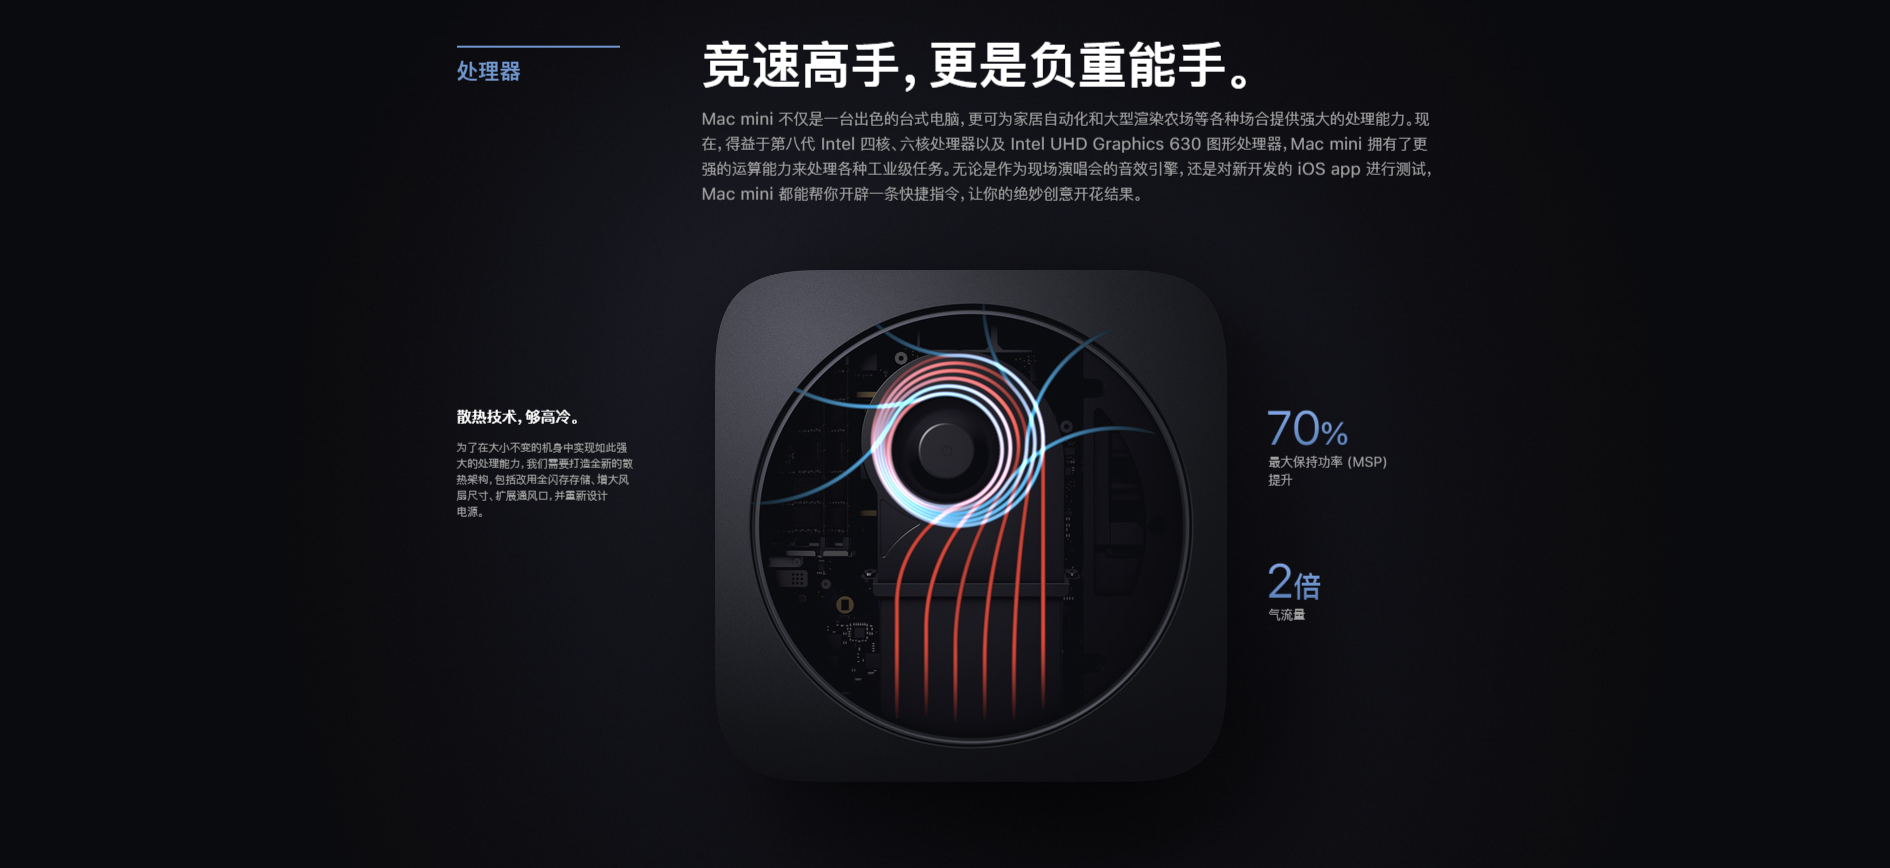 处理器
竞速高手，更是负重能手。
Mac mini 不仅是一台出色的台式电脑，更可为家居自动化和大型渲染农场等各种场合提供强大的处理能力。现
在，得益于第八代 Intel 四核、六核处理器以及 Intel UHD Graphics 630 图形处理器，Mac mini 拥有了更
强的运算能力来处理各种工业级任务。无论是作为现场演唱会的音效引擎，还是对新开发的 iOS app 进行测试，
Mac mini 都能帮你开辟一条快捷指令，让你的绝妙创意开花结果。
散热技术，够高冷。
为了在大小不变的机身中实现如此强
大的处理能力，我们需要打造全新的散
热架构，包括改用全闪存存储、增大风
扇尺寸、扩展通风口，并重新设计
电源。
70%
最大保持功率 (MSP)
提升
2倍
气流量